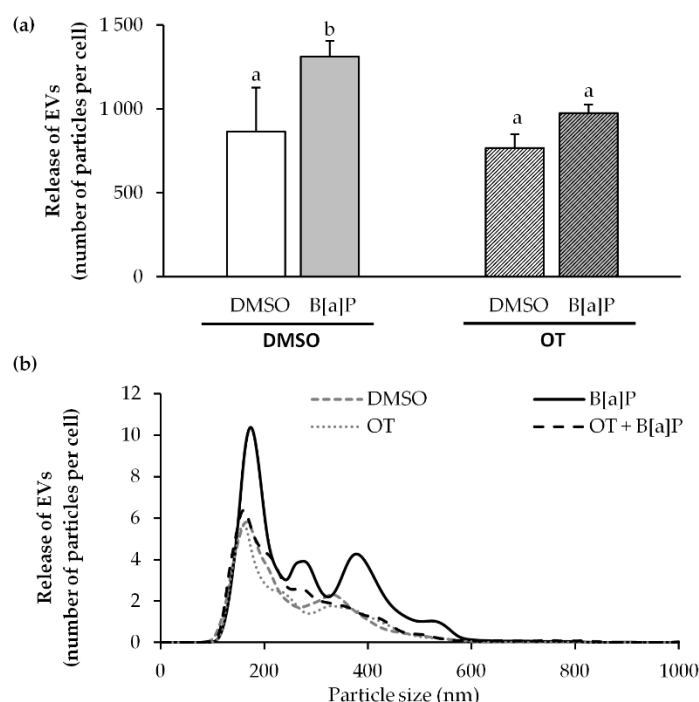 (a)
Release of EVs
(number of particles per cell)
1 500
1 000
500
0
a
b
a
a
DMSO B[a]P DMSO B[a]P
DMSO OT
(b)
Release of EVs
(number of particles per cell)
12
10
8
6
4
2
0
DMSO B[a]P
OT OT + B[a]P
0 200 400 600 800 1000
Particle size (nm)